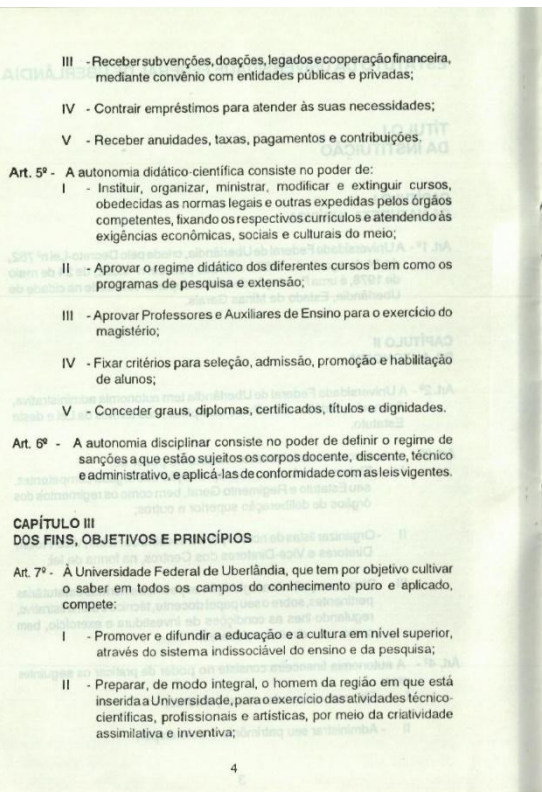 III - Receber subvenções, doações, legados e cooperação financeira,
mediante convênio com entidades públicas e privadas;
IV - Contrair empréstimos para atender às suas necessidades;
V - Receber anuidades, taxas, pagamentos e contribuições.
Art. 5º - A autonomia didático-científica consiste no poder de:
I - Instituir, organizar, ministrar, modificar e extinguir cursos,
obedecidas as normas legais e outras expedidas pelos órgãos
competentes, fixando os respectivos currículos e atendendo às
exigências econômicas, sociais e culturais do meio;
II - Aprovar o regime didático dos diferentes cursos bem como os
programas de pesquisa e extensão;
III - Aprovar Professores e Auxiliares de Ensino para o exercício do
magistério;
IV - Fixar critérios para seleção, admissão, promoção e habilitação
de alunos;
V - Conceder graus, diplomas, certificados, títulos e dignidades.
Art. 6º - A autonomia disciplinar consiste no poder de definir o regime de
sanções a que estão sujeitos os corpos docente, discente, técnico
e administrativo, e aplicá-las de conformidade com as leis vigentes.
CAPÍTULO III
DOS FINS, OBJETIVOS E PRINCÍPIOS
Art. 7º - À Universidade Federal de Uberlândia, que tem por objetivo cultivar
o saber em todos os campos do conhecimento puro e aplicado,
compete:
I - Promover e difundir a educação e a cultura em nível superior,
através do sistema indissociável do ensino e da pesquisa;
II - Preparar, de modo integral, o homem da região em que está
inserida a Universidade, para o exercício das atividades técnico-
científicas, profissionais e artísticas, por meio da criatividade
assimilativa e inventiva;
4